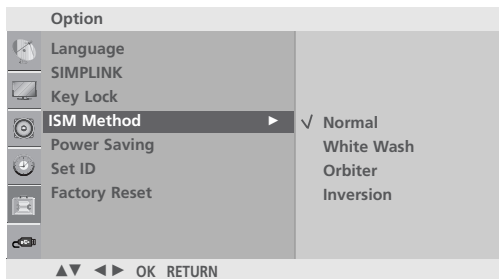 Option
Language
SIMPLINK
Key Lock
ISM Method ►
Power Saving
Set ID
Factory Reset
√ Normal
White Wash
Orbiter
Inversion
▲▼ ◄► OK RETURN